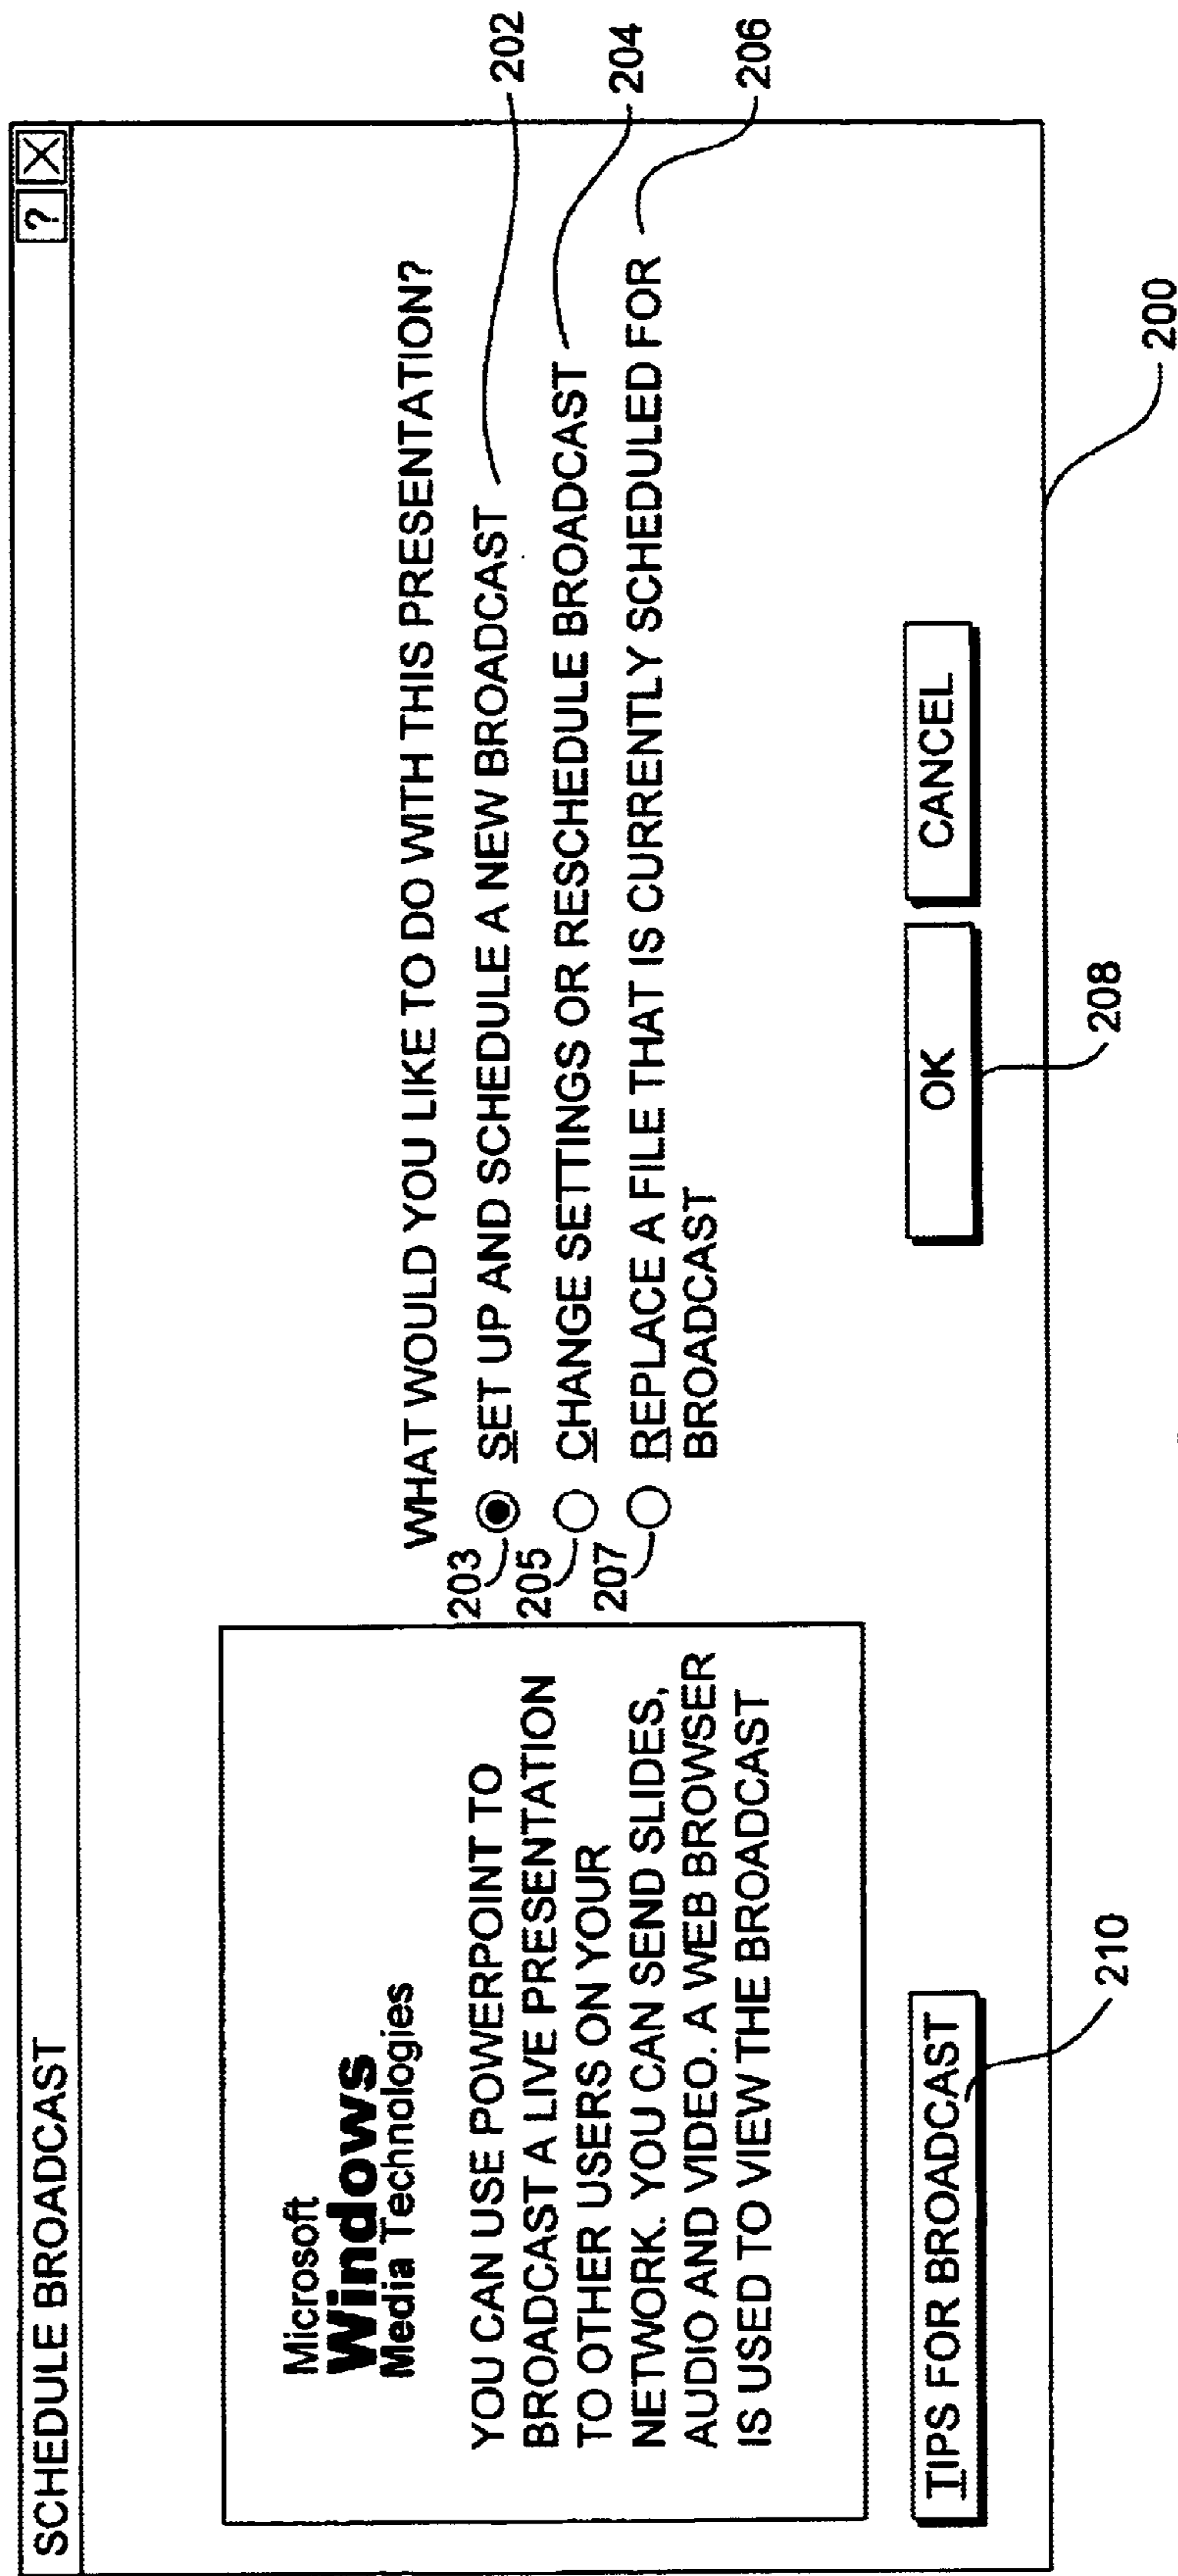 SCHEDULE BROADCAST
? X
Microsoft
Windows
Media Technologies
YOU CAN USE POWERPOINT TO
BROADCAST A LIVE PRESENTATION
TO OTHER USERS ON YOUR
NETWORK. YOU CAN SEND SLIDES,
AUDIO AND VIDEO. A WEB BROWSER
IS USED TO VIEW THE BROADCAST
WHAT WOULD YOU LIKE TO DO WITH THIS PRESENTATION?
203 SET UP AND SCHEDULE A NEW BROADCAST 202
205 CHANGE SETTINGS OR RESCHEDULE BROADCAST 204
207 REPLACE A FILE THAT IS CURRENTLY SCHEDULED FOR 206
BROADCAST
TIPS FOR BROADCAST
OK
CANCEL
210
208
200